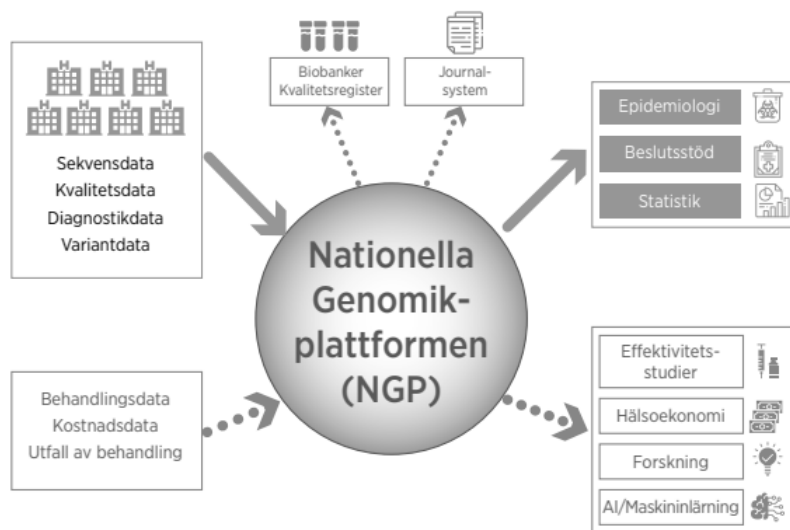 Sekvensdata
Kvalitetsdata
Diagnostikdata
Variantdata
Biobanker
Kvalitetsregister
Journal-
system
Epidemiologi
Beslutsstöd
Statistik
Nationella
Genomik-
plattformen
(NGP)
Behandlingsdata
Kostnadsdata
Utfall av behandling
Effektivitets-
studier
Hälsoekonomi
Forskning
AI/Maskininlärning